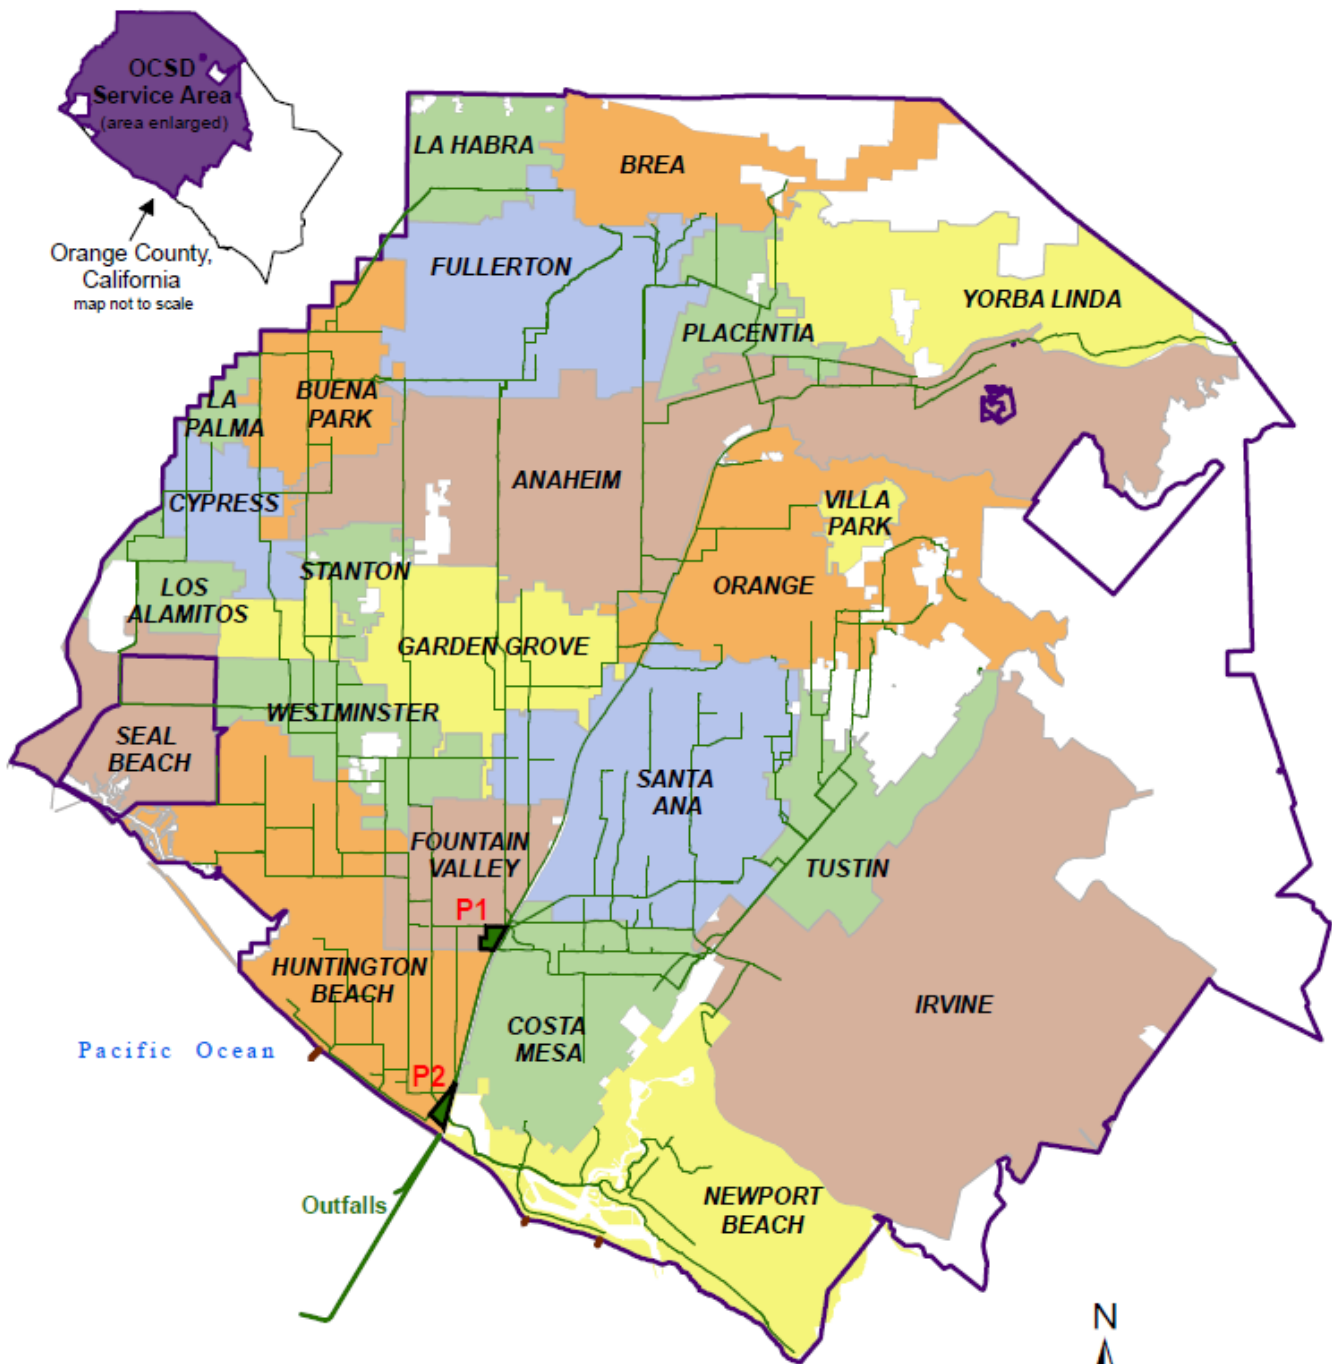 OCSD
Service Area
(area enlarged)
Orange County,
California
map not to scale
LA HABRA
BREA
FULLERTON
YORBA LINDA
PLACENTIA
LA
PALMA
BUENA
PARK
ANAHEIM
CYPRESS
VILLA
PARK
STANTON
ORANGE
LOS
ALAMITOS
GARDEN GROVE
WESTMINSTER
SEAL
BEACH
SANTA
ANA
FOUNTAIN
VALLEY
TUSTIN
P1
HUNTINGTON
BEACH
IRVINE
COSTA
MESA
Pacific Ocean
P2
Outfalls
NEWPORT
BEACH
N